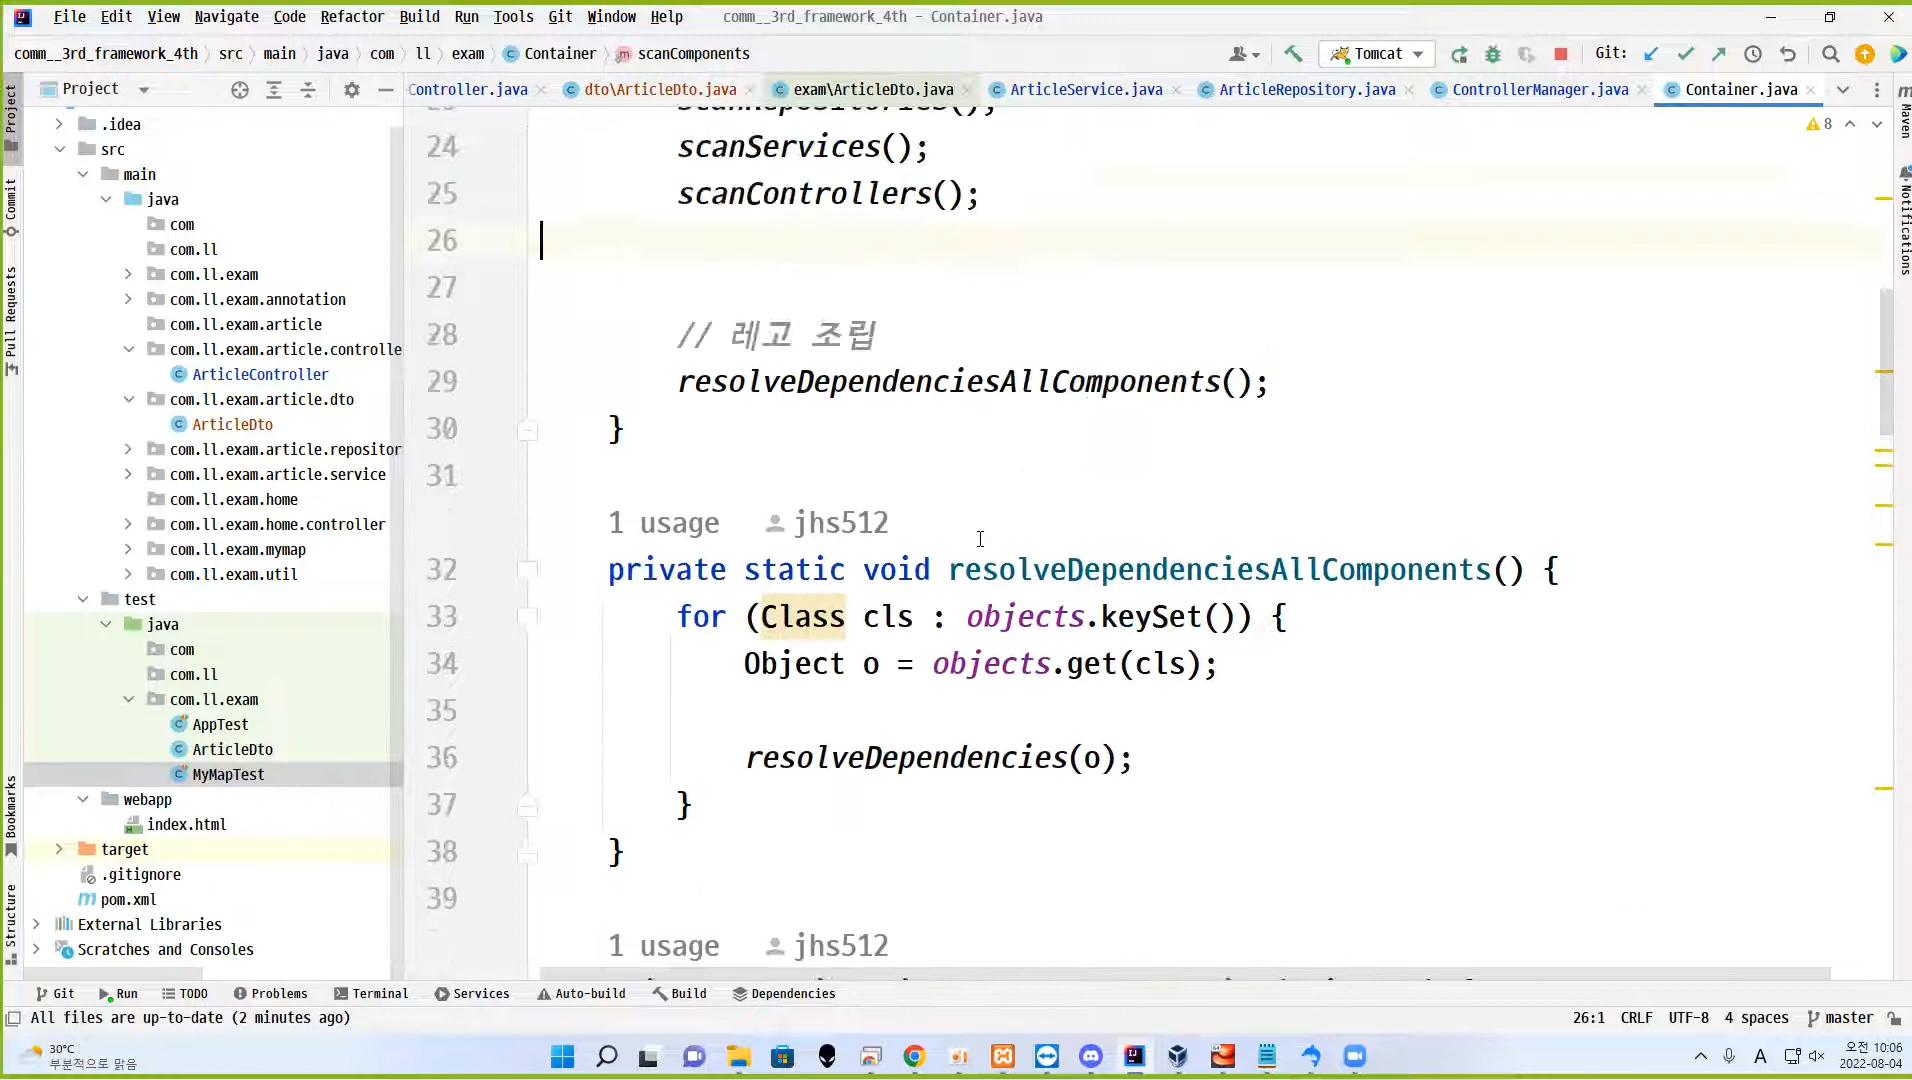 File Edit View Navigate Code Refactor Build Run Tools Git Window Help comm__3rd_framework_4th - Container.java
comm__3rd_framework_4th src main java com ll exam Container scanComponents Tomcat Git:
Project Controller.java dto\ArticleDto.java exam\ArticleDto.java ArticleService.java ArticleRepository.java ControllerManager.java Container.java
8
.idea
src
main
java
com
com.ll
com.ll.exam
com.ll.exam.annotation
com.ll.exam.article
com.ll.exam.article.controlle
ArticleController
com.ll.exam.article.dto
ArticleDto
com.ll.exam.article.repositor
com.ll.exam.article.service
com.ll.exam.home
com.ll.exam.home.controller
com.ll.exam.mymap
com.ll.exam.util
test
java
com
com.ll
com.ll.exam
AppTest
ArticleDto
MyMapTest
webapp
index.html
target
.gitignore
pom.xml
External Libraries
Scratches and Consoles
24 scanServices();
25 scanControllers();
26
27
28 // 레고 조립
29 resolveDependenciesAllComponents();
30 }
31
1 usage jhs512
32 private static void resolveDependenciesAllComponents() {
33 for (Class cls : objects.keySet()) {
34 Object o = objects.get(cls);
35
36 resolveDependencies(o);
37 }
38 }
39
1 usage jhs512
Project
Commit
Pull Requests
Bookmarks
Structure
Maven
Notifications
Git Run TODO Problems Terminal Services Auto-build Build Dependencies
All files are up-to-date (2 minutes ago) 26:1 CRLF UTF-8 4 spaces master
30°C
부분적으로 맑음
A
오전 10:06
2022-08-04